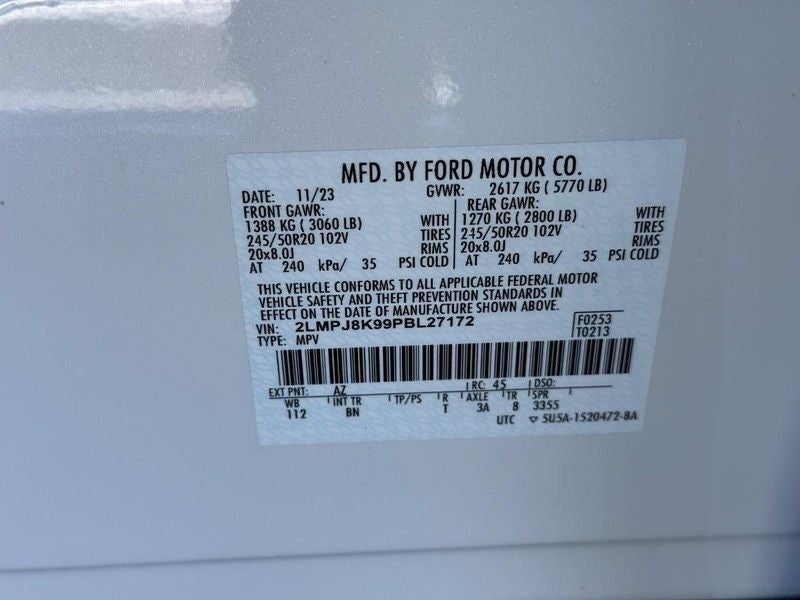 MFD. BY FORD MOTOR CO.
DATE: 11/23 GVWR: 2617 KG ( 5770 LB)
FRONT GAWR: REAR GAWR:
1388 KG ( 3060 LB) WITH 1270 KG ( 2800 LB) WITH
245/50R20 102V TIRES 245/50R20 102V TIRES
20x8.0J RIMS 20x8.0J RIMS
AT 240 kPa/ 35 PSI COLD AT 240 kPa/ 35 PSI COLD
THIS VEHICLE CONFORMS TO ALL APPLICABLE FEDERAL MOTOR
VEHICLE SAFETY AND THEFT PREVENTION STANDARDS IN
EFFECT ON THE DATE OF MANUFACTURE SHOWN ABOVE.
VIN: 2LMPJ8K99PBL27172 F0253
TYPE: MPV T0213
EXT PNT: AZ RC: 45 DSO:
WB INT TR TP/PS R AXLE TR SPR
112 BN T 3A 8 3355
UTC ▽ 5U5A-1520472-BA